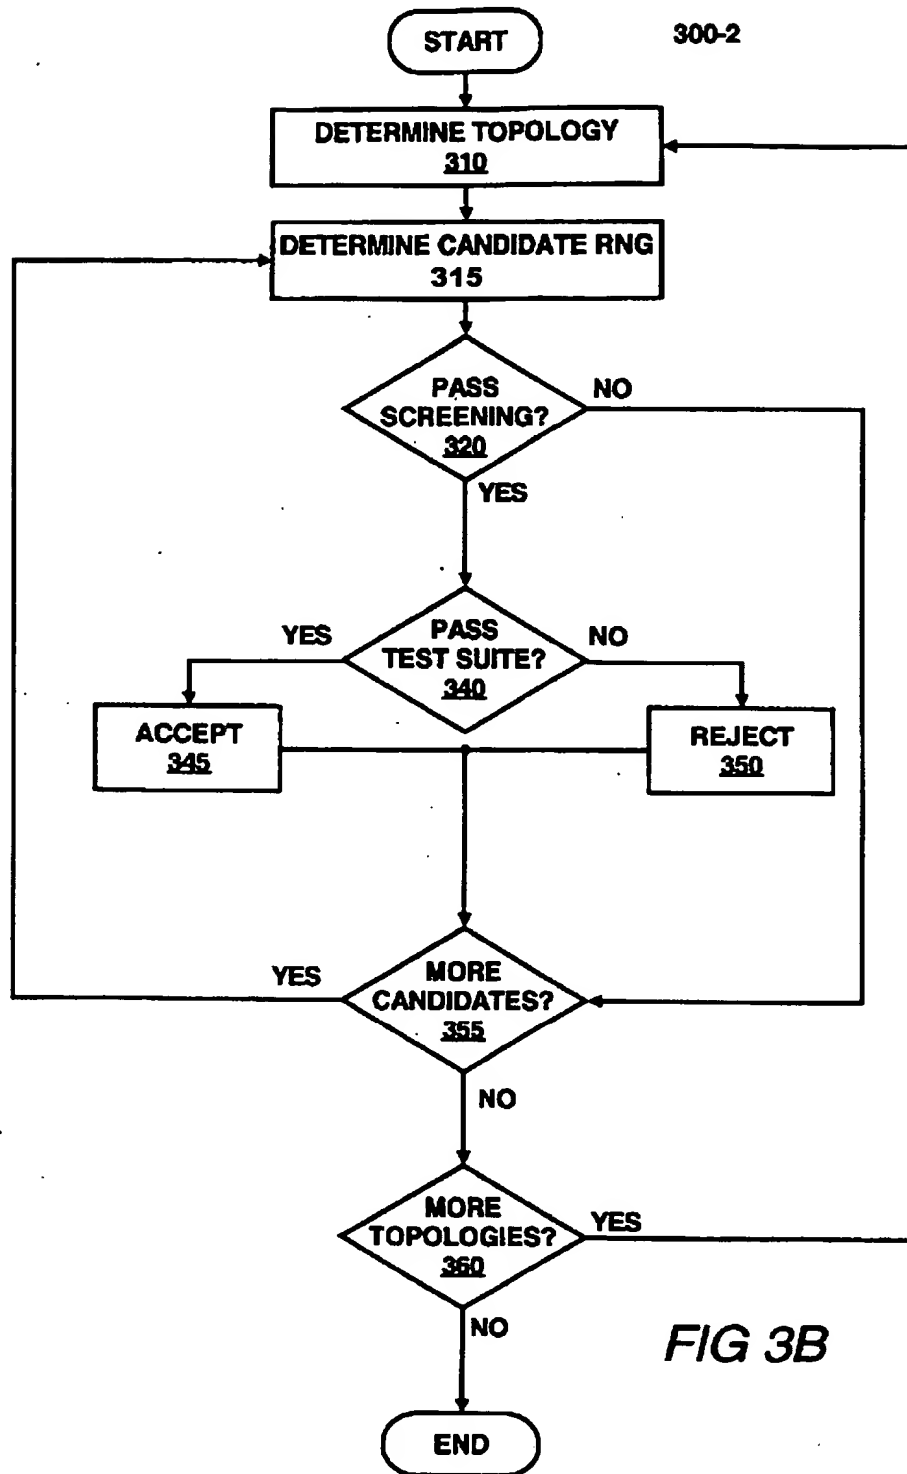 START
300-2
DETERMINE TOPOLOGY
310
DETERMINE CANDIDATE RNG
315
PASS
SCREENING?
320
NO
YES
PASS
TEST SUITE?
340
YES
NO
ACCEPT
345
REJECT
350
MORE
CANDIDATES?
355
YES
NO
MORE
TOPOLOGIES?
360
YES
NO
FIG 3B
END